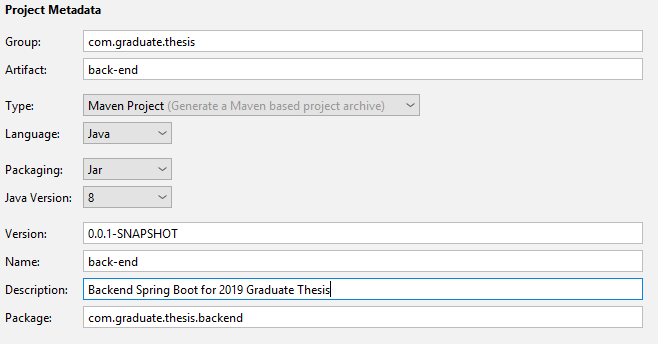 Project Metadata
Group: com.graduate.thesis
Artifact: back-end
Type: Maven Project (Generate a Maven based project archive)
Language: Java
Packaging: Jar
Java Version: 8
Version: 0.0.1-SNAPSHOT
Name: back-end
Description: Backend Spring Boot for 2019 Graduate Thesis
Package: com.graduate.thesis.backend